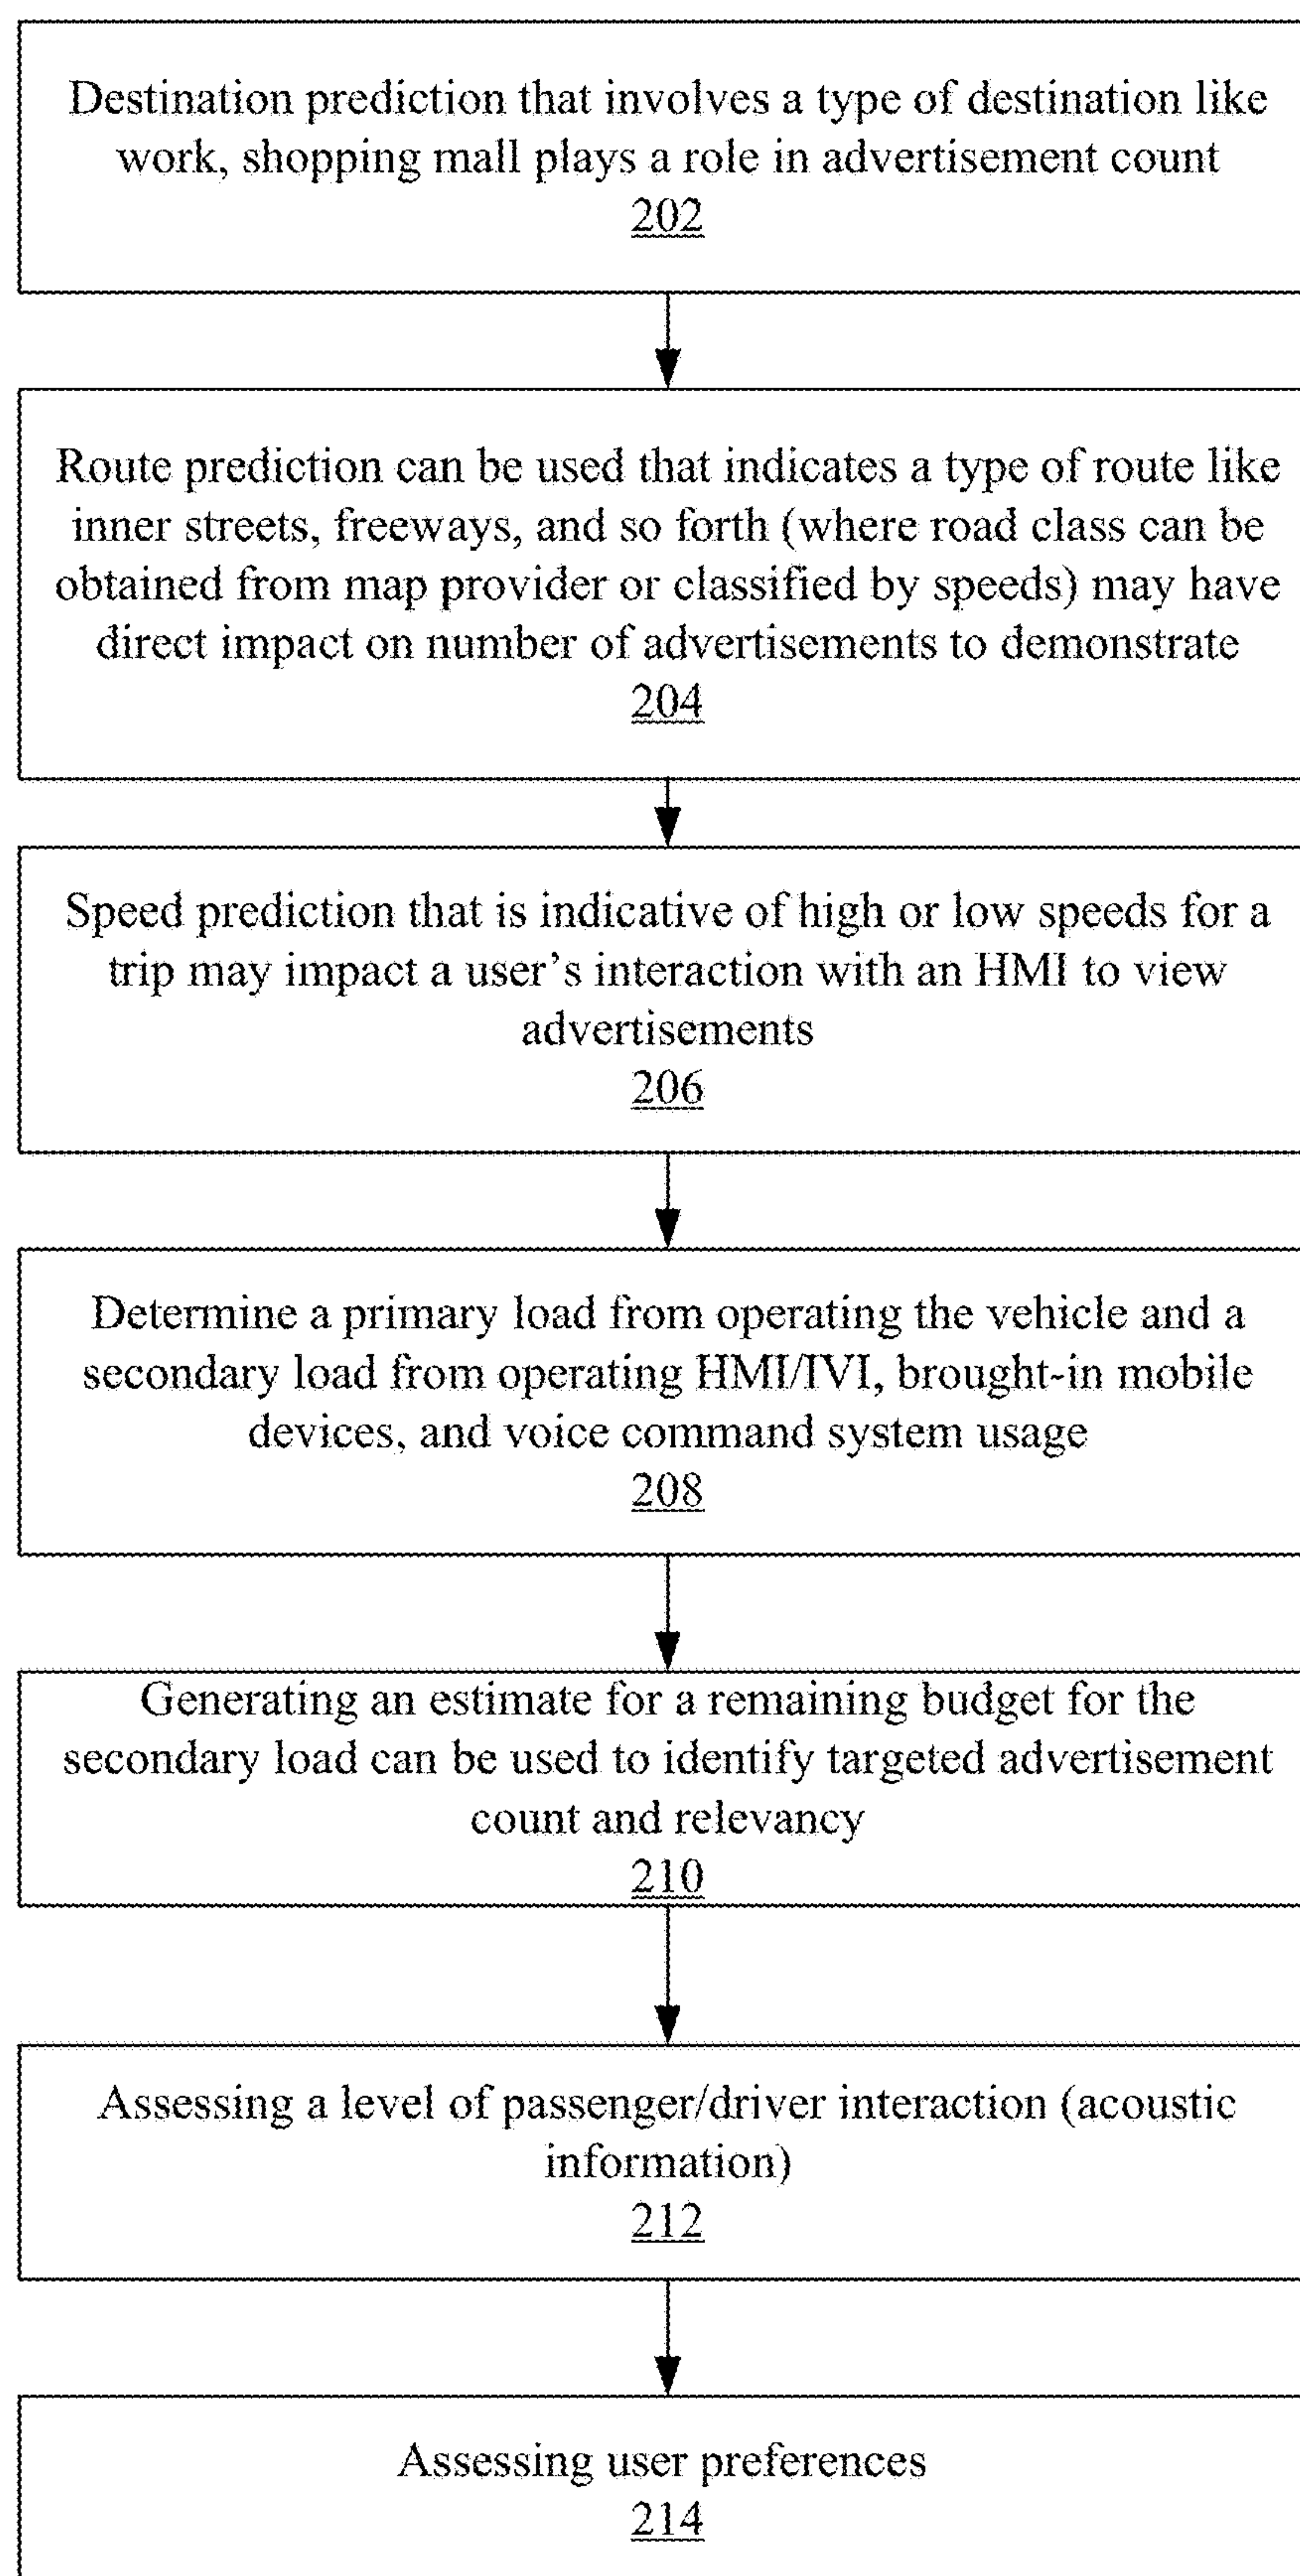 Destination prediction that involves a type of destination like
work, shopping mall plays a role in advertisement count
202
Route prediction can be used that indicates a type of route like
inner streets, freeways, and so forth (where road class can be
obtained from map provider or classified by speeds) may have
direct impact on number of advertisements to demonstrate
204
Speed prediction that is indicative of high or low speeds for a
trip may impact a user's interaction with an HMI to view
advertisements
206
Determine a primary load from operating the vehicle and a
secondary load from operating HMI/IVI, brought-in mobile
devices, and voice command system usage
208
Generating an estimate for a remaining budget for the
secondary load can be used to identify targeted advertisement
count and relevancy
210
Assessing a level of passenger/driver interaction (acoustic
information)
212
Assessing user preferences
214